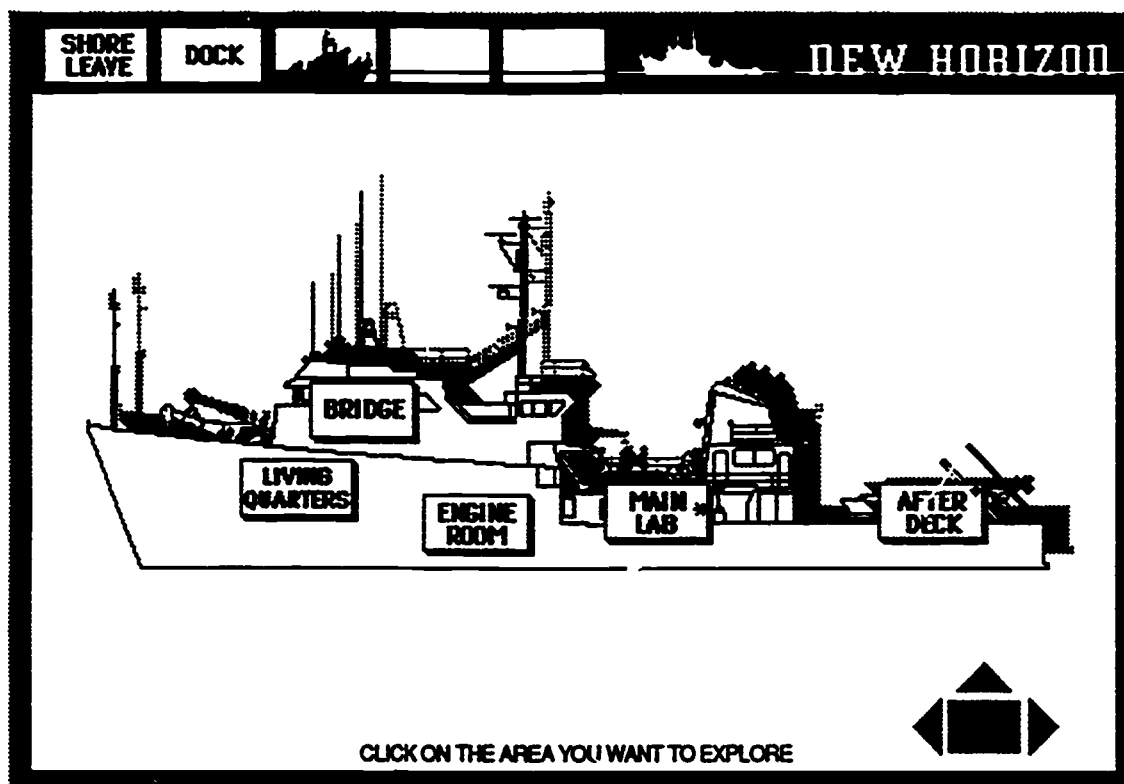 SHORE
LEAVE
DOCK
NEW HORIZON
BRIDGE
LIVING
QUARTERS
ENGINE
ROOM
MAIN
LAB
AFTER
DECK
CLICK ON THE AREA YOU WANT TO EXPLORE